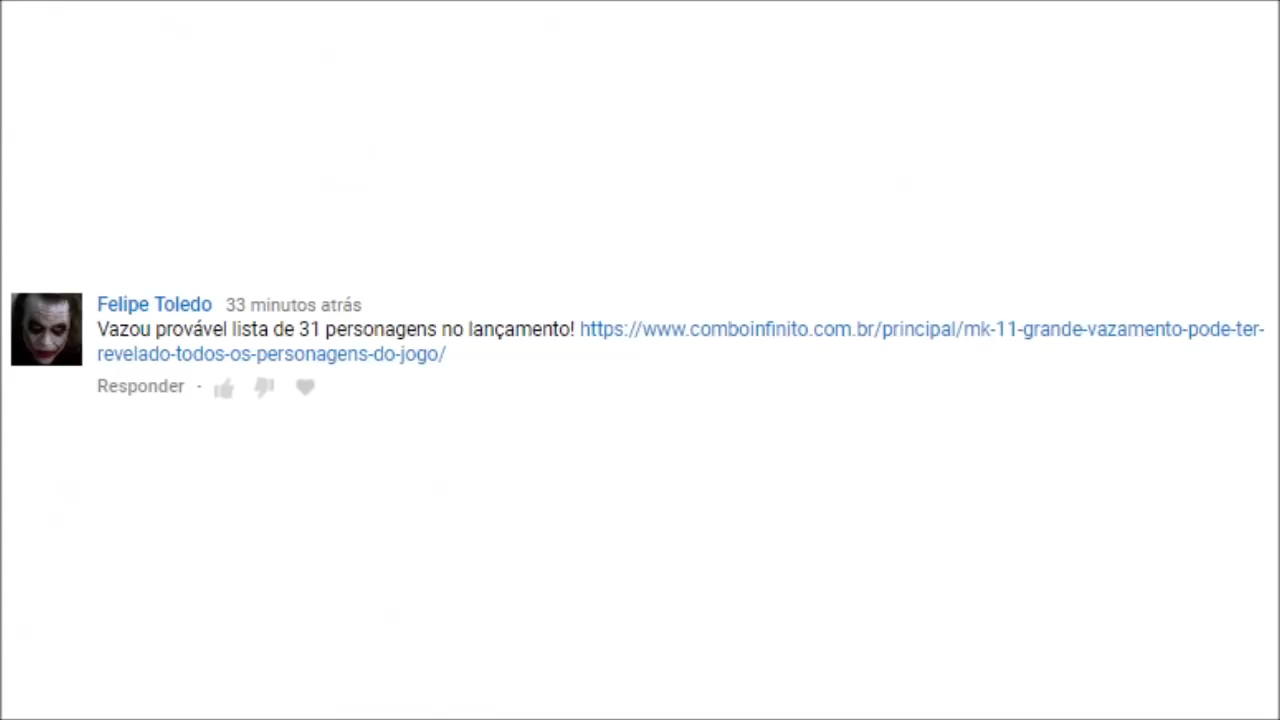 Felipe Toledo 33 minutos atrás
Vazou provável lista de 31 personagens no lançamento! https://www.comboinfinito.com.br/principal/mk-11-grande-vazamento-pode-ter-
revelado-todos-os-personagens-do-jogo/
Responder ·